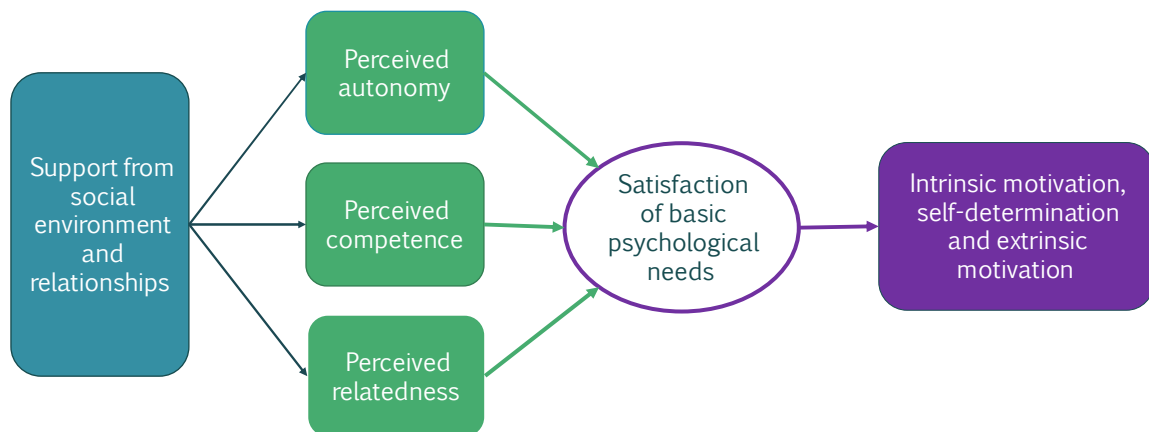 Support from
social
environment
and
relationships
Perceived
autonomy
Perceived
competence
Perceived
relatedness
Satisfaction
of basic
psychological
needs
Intrinsic motivation,
self-determination
and extrinsic
motivation